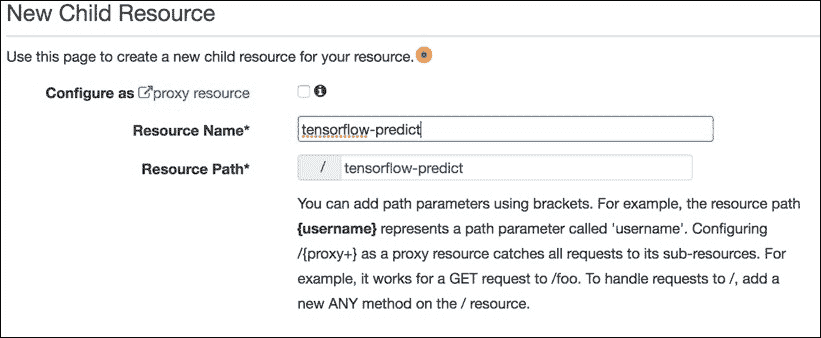 New Child Resource
Use this page to create a new child resource for your resource.
Configure as proxy resource
Resource Name* tensorflow-predict
Resource Path* / tensorflow-predict
You can add path parameters using brackets. For example, the resource path
{username} represents a path parameter called 'username'. Configuring
/{proxy+} as a proxy resource catches all requests to its sub-resources. For
example, it works for a GET request to /foo. To handle requests to /, add a
new ANY method on the / resource.